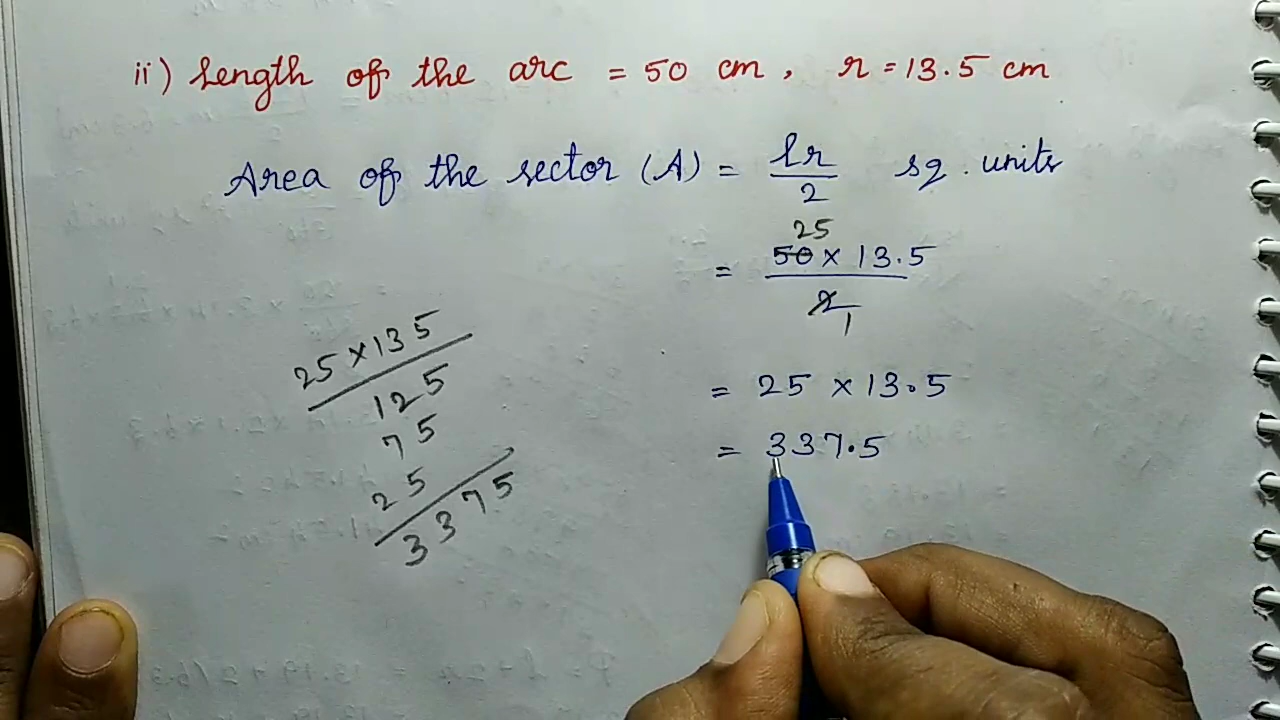 ii) Length of the arc = 50 cm, r = 13.5 cm
Area of the sector (A) = lr/2 sq. units
25
= 50 × 13.5
2
1
= 25 × 13.5
= 337.5
25 × 135
125
75
25
3375